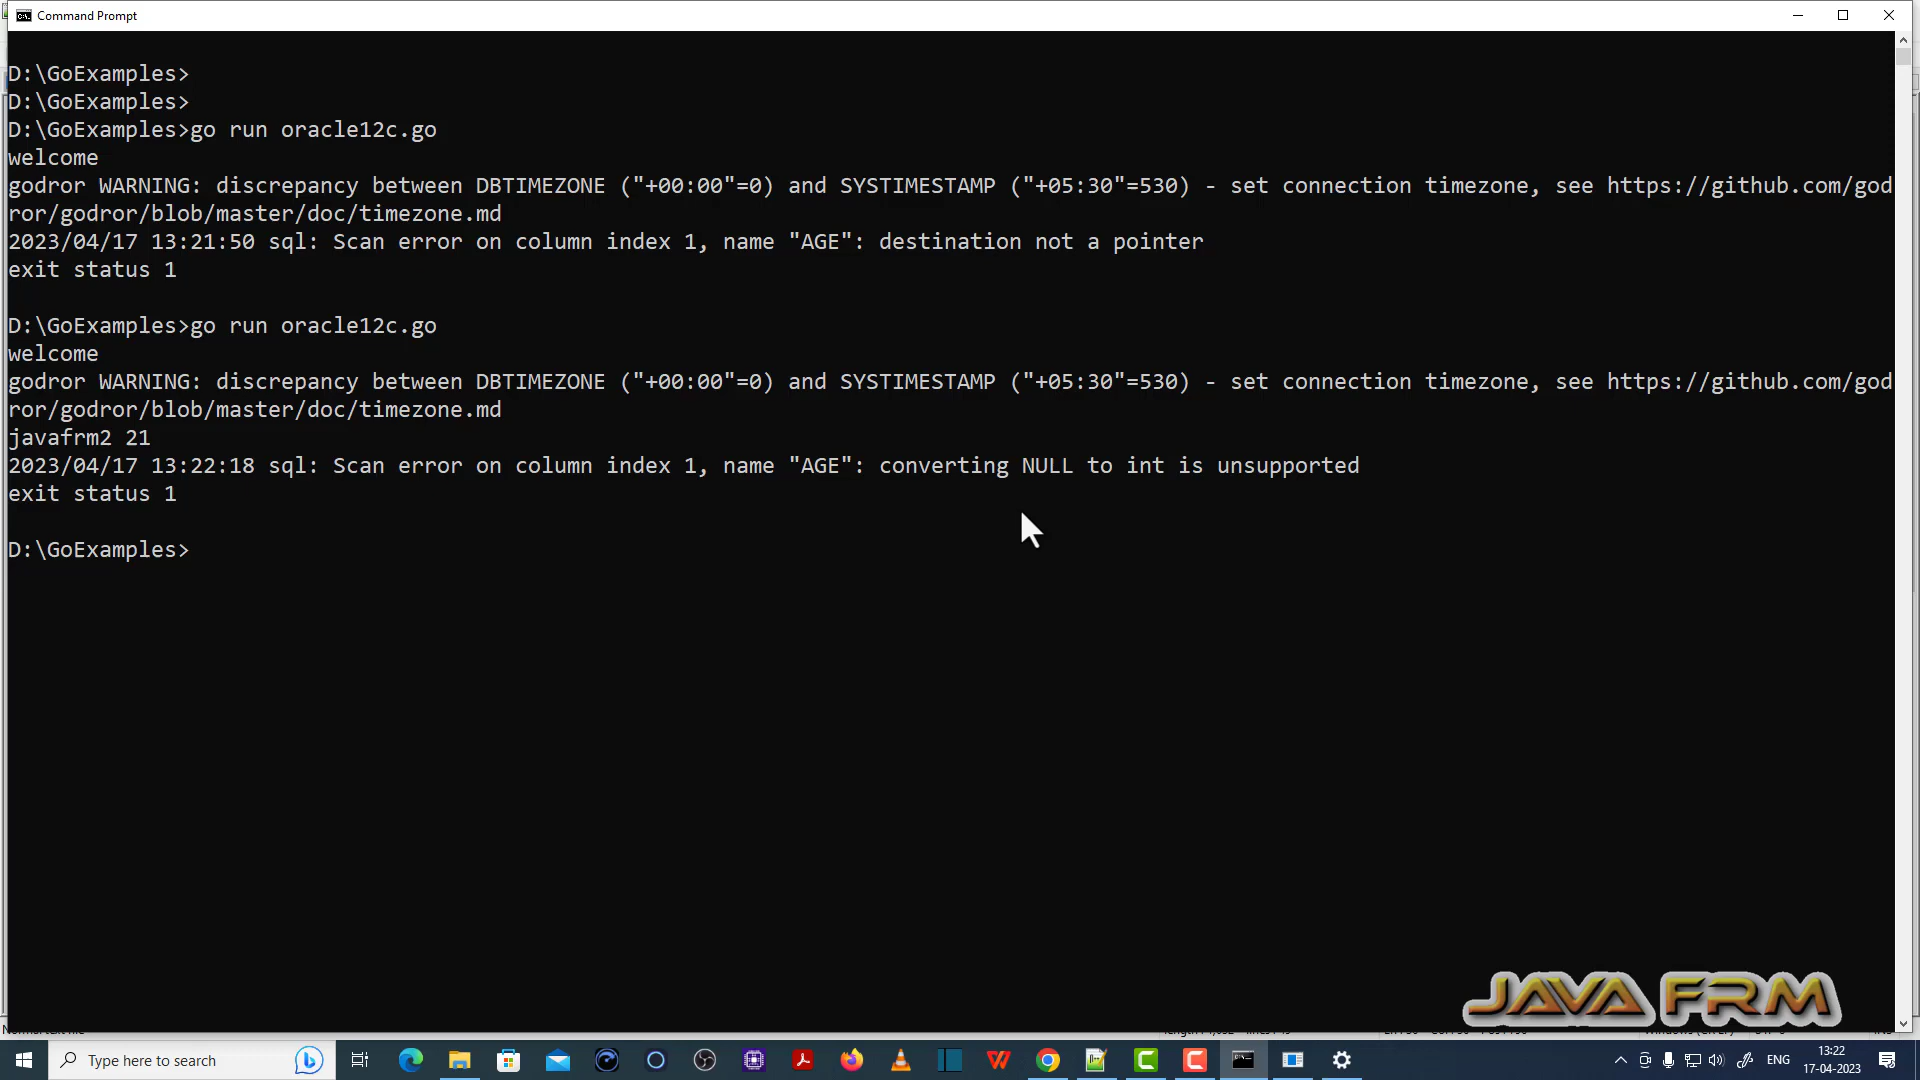 Command Prompt
D:\GoExamples>
D:\GoExamples>
D:\GoExamples>go run oracle12c.go
welcome
godror WARNING: discrepancy between DBTIMEZONE ("+00:00"=0) and SYSTIMESTAMP ("+05:30"=530) - set connection timezone, see https://github.com/god
ror/godror/blob/master/doc/timezone.md
2023/04/17 13:21:50 sql: Scan error on column index 1, name "AGE": destination not a pointer
exit status 1
D:\GoExamples>go run oracle12c.go
welcome
godror WARNING: discrepancy between DBTIMEZONE ("+00:00"=0) and SYSTIMESTAMP ("+05:30"=530) - set connection timezone, see https://github.com/god
ror/godror/blob/master/doc/timezone.md
javafrm2 21
2023/04/17 13:22:18 sql: Scan error on column index 1, name "AGE": converting NULL to int is unsupported
exit status 1
D:\GoExamples>
JAVA FRM
Type here to search
ENG
13:22
17-04-2023